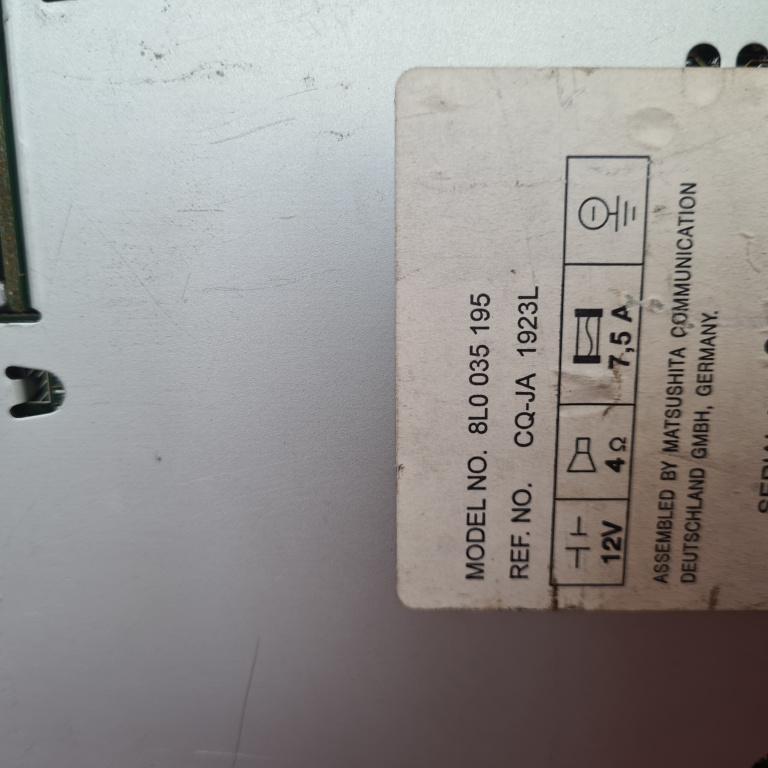 MODEL NO. 8L0 035 195
REF. NO. CQ-JA 1923L
12V 4 Ω 7,5 A
ASSEMBLED BY MATSUSHITA COMMUNICATION
DEUTSCHLAND GMBH, GERMANY.